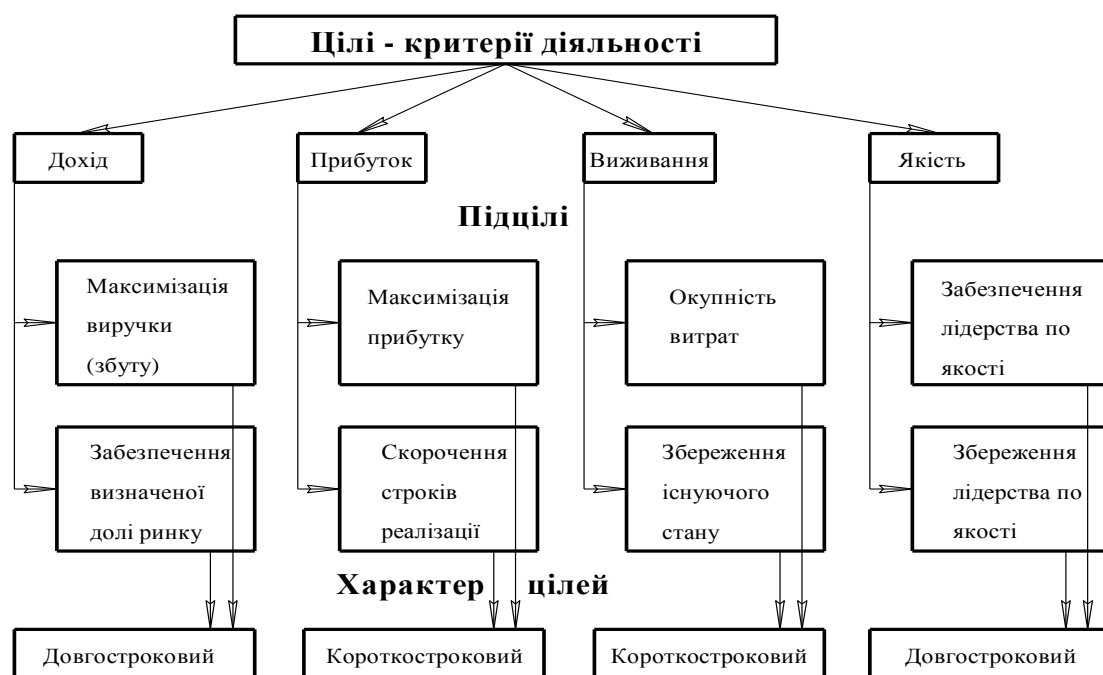 Цілі - критерії діяльності
Дохід
Прибуток
Виживання
Якість
Підцілі
Максимізація
виручки
(збуту)
Максимізація
прибутку
Окупність
витрат
Забезпечення
лідерства по
якості
Забезпечення
визначеної
долі ринку
Скорочення
строків
реалізації
Збереження
існуючого
стану
Збереження
лідерства по
якості
Характер цілей
Довгостроковий
Короткостроковий
Короткостроковий
Довгостроковий